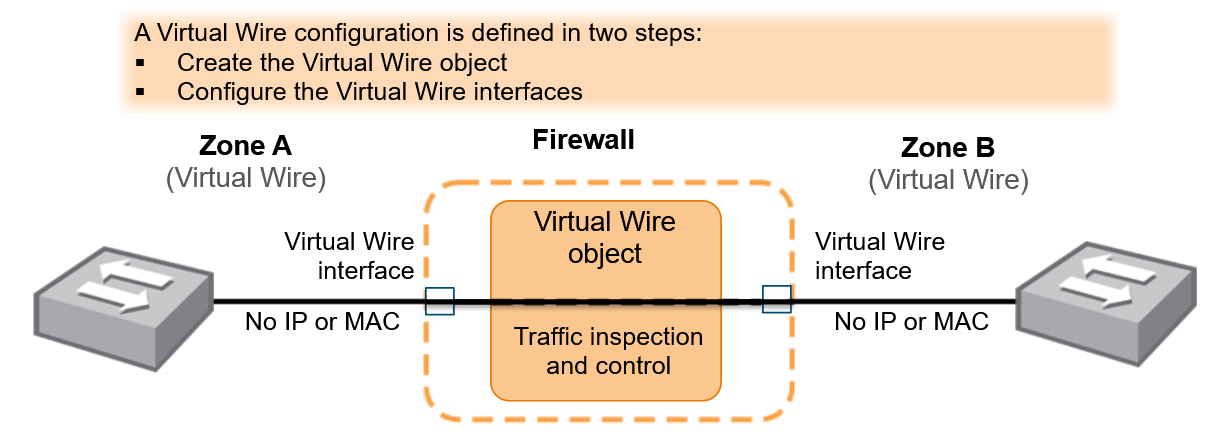 A Virtual Wire configuration is defined in two steps:
▪ Create the Virtual Wire object
▪ Configure the Virtual Wire interfaces
Zone A
(Virtual Wire)
Firewall
Zone B
(Virtual Wire)
Virtual Wire
interface
Virtual Wire
object
Virtual Wire
interface
No IP or MAC
Traffic inspection
and control
No IP or MAC